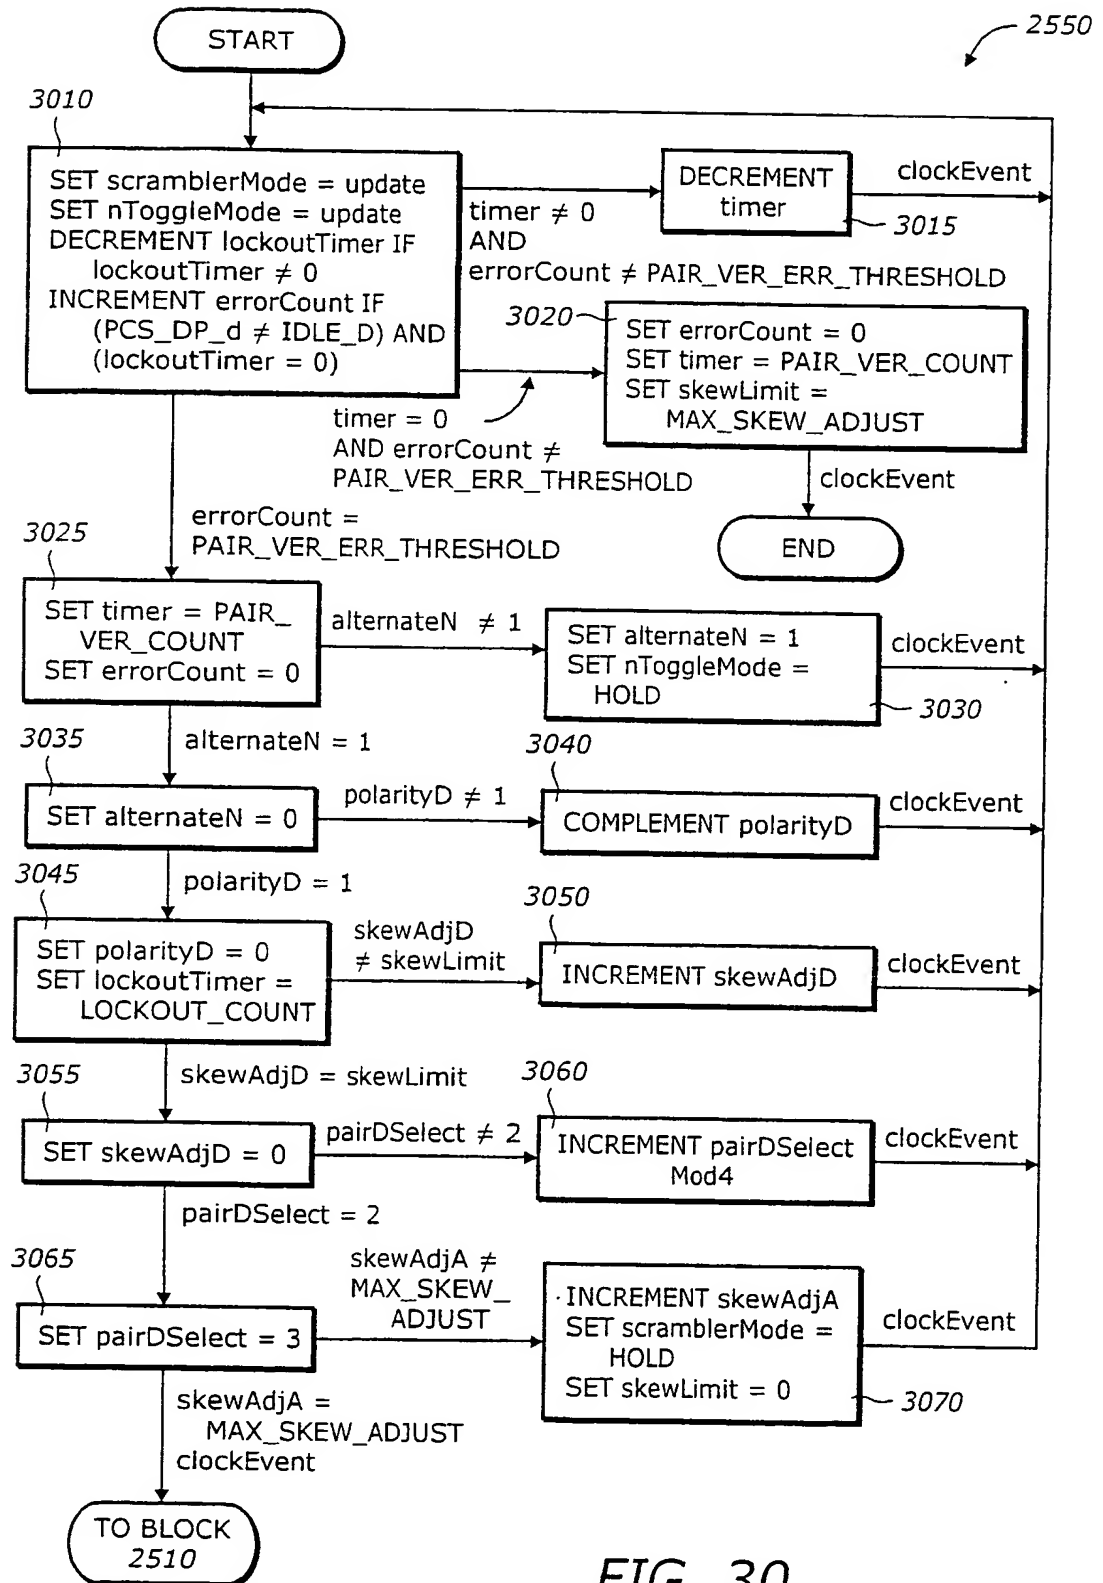 START
2550
3010
SET scramblerMode = update
SET nToggleMode = update
DECREMENT lockoutTimer IF
lockoutTimer ≠ 0
INCREMENT errorCount IF
(PCS_DP_d ≠ IDLE_D) AND
(lockoutTimer = 0)
timer ≠ 0
AND
errorCount ≠ PAIR_VER_ERR_THRESHOLD
DECREMENT
timer
3015
clockEvent
3020
SET errorCount = 0
SET timer = PAIR_VER_COUNT
SET skewLimit =
MAX_SKEW_ADJUST
timer = 0
AND errorCount ≠
PAIR_VER_ERR_THRESHOLD
clockEvent
END
errorCount =
PAIR_VER_ERR_THRESHOLD
3025
SET timer = PAIR_
VER_COUNT
SET errorCount = 0
alternateN ≠ 1
SET alternateN = 1
SET nToggleMode =
HOLD
3030
clockEvent
alternateN = 1
3035
SET alternateN = 0
polarityD ≠ 1
3040
COMPLEMENT polarityD
clockEvent
polarityD = 1
3045
SET polarityD = 0
SET lockoutTimer =
LOCKOUT_COUNT
skewAdjD
≠ skewLimit
3050
INCREMENT skewAdjD
clockEvent
skewAdjD = skewLimit
3055
SET skewAdjD = 0
pairDSelect ≠ 2
3060
INCREMENT pairDSelect
Mod4
clockEvent
pairDSelect = 2
3065
SET pairDSelect = 3
skewAdjA ≠
MAX_SKEW_
ADJUST
INCREMENT skewAdjA
SET scramblerMode =
HOLD
SET skewLimit = 0
3070
clockEvent
skewAdjA =
MAX_SKEW_ADJUST
clockEvent
TO BLOCK
2510
FIG. 30